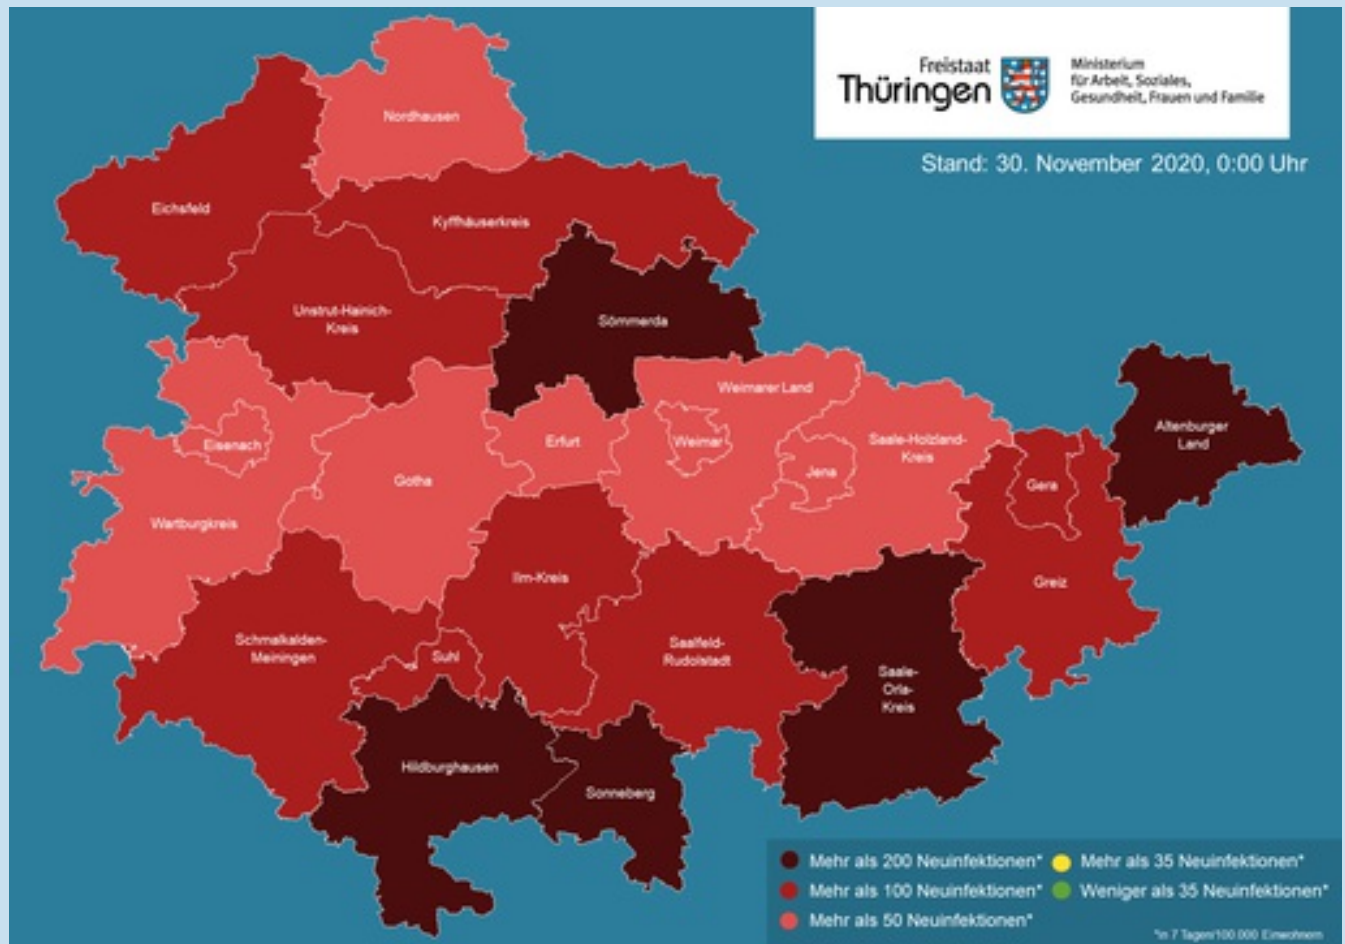 Freistaat
Thüringen
Ministerium
für Arbeit, Soziales,
Gesundheit, Frauen und Familie
Stand: 30. November 2020, 0:00 Uhr
Nordhausen
Eichsfeld
Kyffhäuserkreis
Unstrut-Hainich-
Kreis
Sömmerda
Weimarer Land
Altenburger
Land
Eisenach
Erfurt
Weimar
Saale-Holzland-
Kreis
Jena
Gotha
Gera
Wartburgkreis
Ilm-Kreis
Greiz
Schmalkalden-
Meiningen
Suhl
Saalfeld-
Rudolstadt
Saale-
Orla-
Kreis
Hildburghausen
Sonneberg
Mehr als 200 Neuinfektionen*
Mehr als 100 Neuinfektionen*
Mehr als 50 Neuinfektionen*
Mehr als 35 Neuinfektionen*
Weniger als 35 Neuinfektionen*
*in 7 Tagen/100.000 Einwohnern